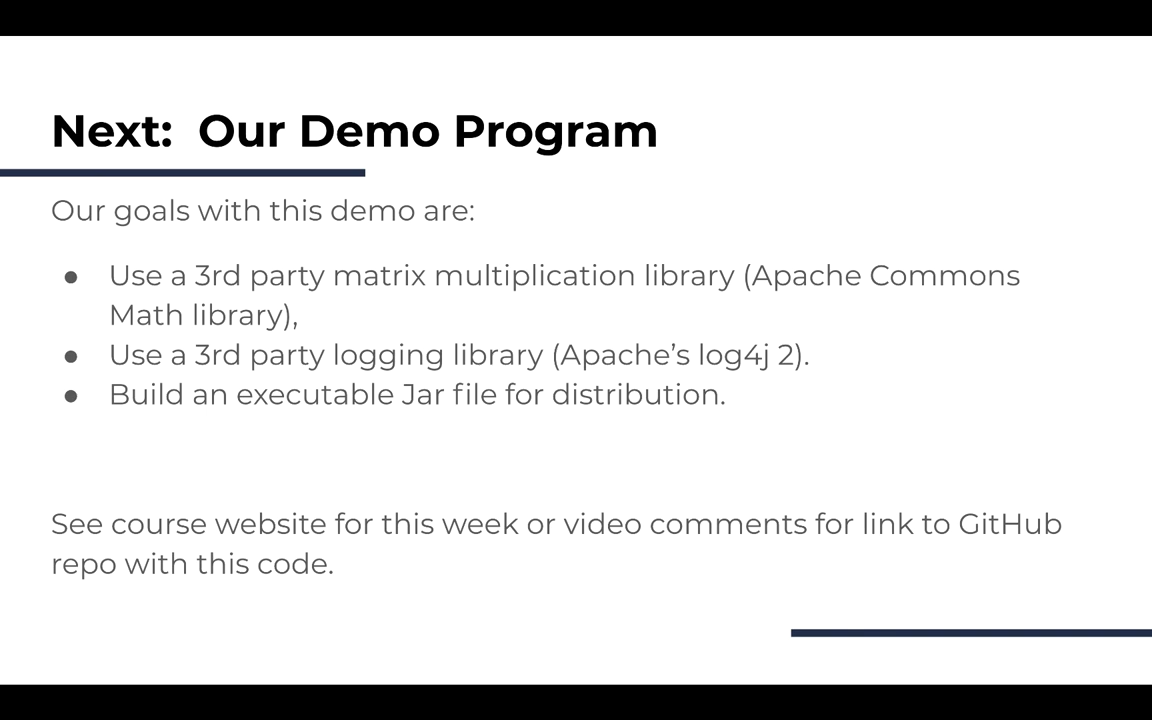 Next:  Our Demo Program
Our goals with this demo are:
● Use a 3rd party matrix multiplication library (Apache Commons
Math library),
● Use a 3rd party logging library (Apache’s log4j 2).
● Build an executable Jar file for distribution.
See course website for this week or video comments for link to GitHub
repo with this code.